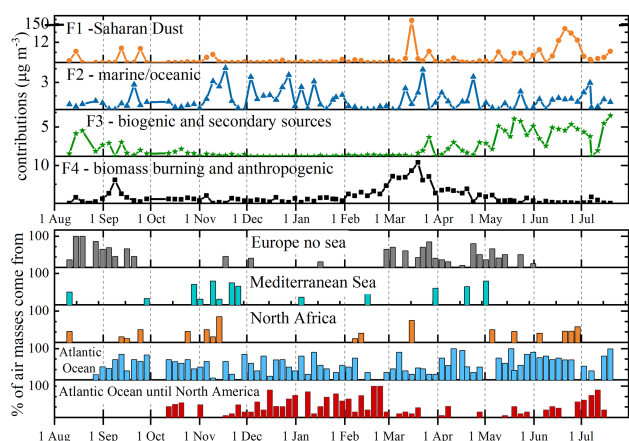 contributions (µg m-3)
150
12
F1 -Saharan Dust
3
F2 - marine/oceanic
5
F3 - biogenic and secondary sources
10
F4 - biomass burning and anthropogenic
1 Aug 1 Sep 1 Oct 1 Nov 1 Dec 1 Jan 1 Feb 1 Mar 1 Apr 1 May 1 Jun 1 Jul
% of air masses come from
100
Europe no sea
100
Mediterranean Sea
100
North Africa
100
Atlantic
Ocean
100
Atlantic Ocean until North America
1 Aug 1 Sep 1 Oct 1 Nov 1 Dec 1 Jan 1 Feb 1 Mar 1 Apr 1 May 1 Jun 1 Jul